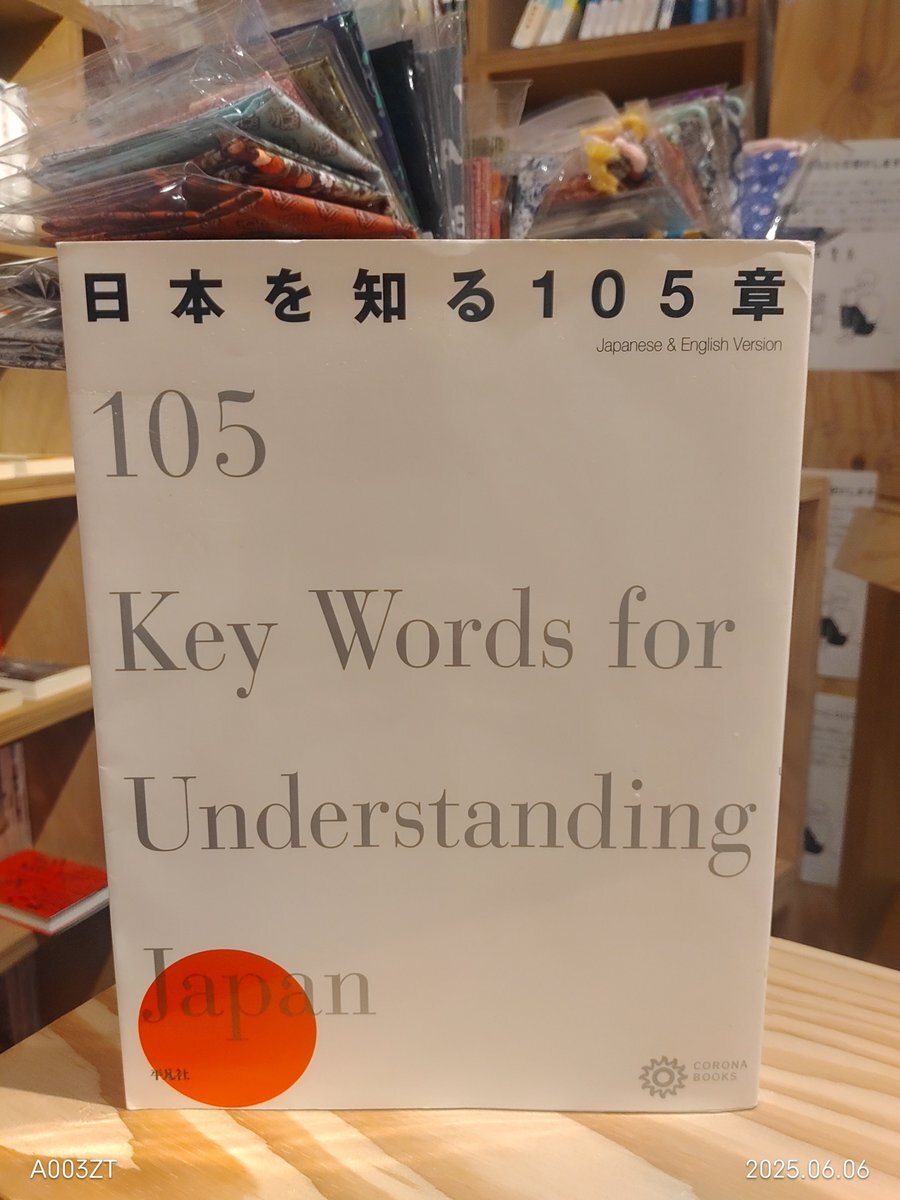 日本を知る105章
Japanese & English Version
105
Key Words for
Understanding
Japan
平凡社
CORONA
BOOKS
A003ZT
2025.06.06